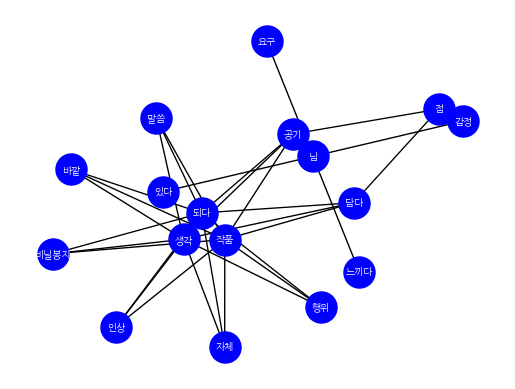 요구
점
말씀
갑정
공기
님
바깥
있다
담다
되다
생각
작품
비닐봉지
느끼다
행위
인상
자체